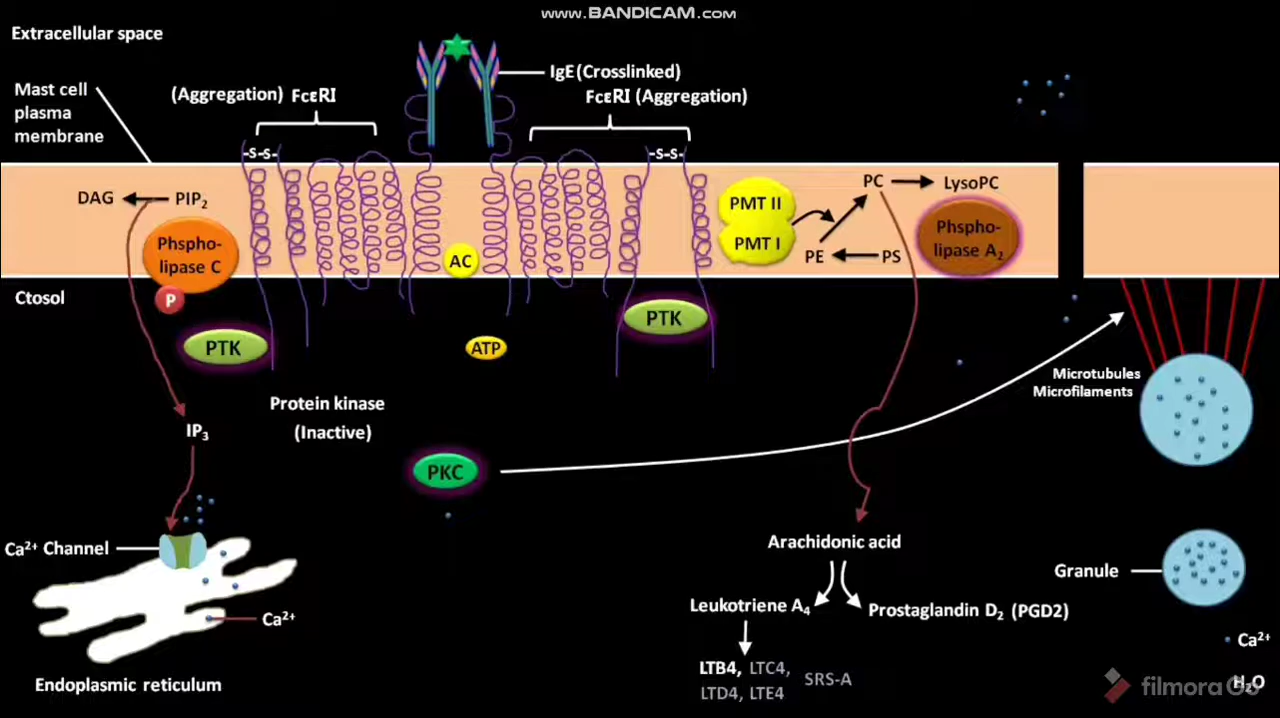 www.BANDICAM.com
Extracellular space
Mast cell
plasma
membrane
(Aggregation) FcεRI
IgE(Crosslinked)
FcεRI (Aggregation)
-S-S-
-S-S-
DAG
PIP₂
Phspho-
lipase C
P
AC
PMT II
PMT I
PC
LysoPC
PE
PS
Phspho-
lipase A₂
Ctosol
PTK
ATP
PTK
Protein kinase
(Inactive)
IP₃
PKC
Microtubules
Microfilaments
Ca²⁺ Channel
Ca²⁺
Endoplasmic reticulum
Arachidonic acid
Leukotriene A₄
Prostaglandin D₂ (PGD2)
LTB4, LTC4,
LTD4, LTE4
SRS-A
Granule
Ca²⁺
H₂O
filmora Go